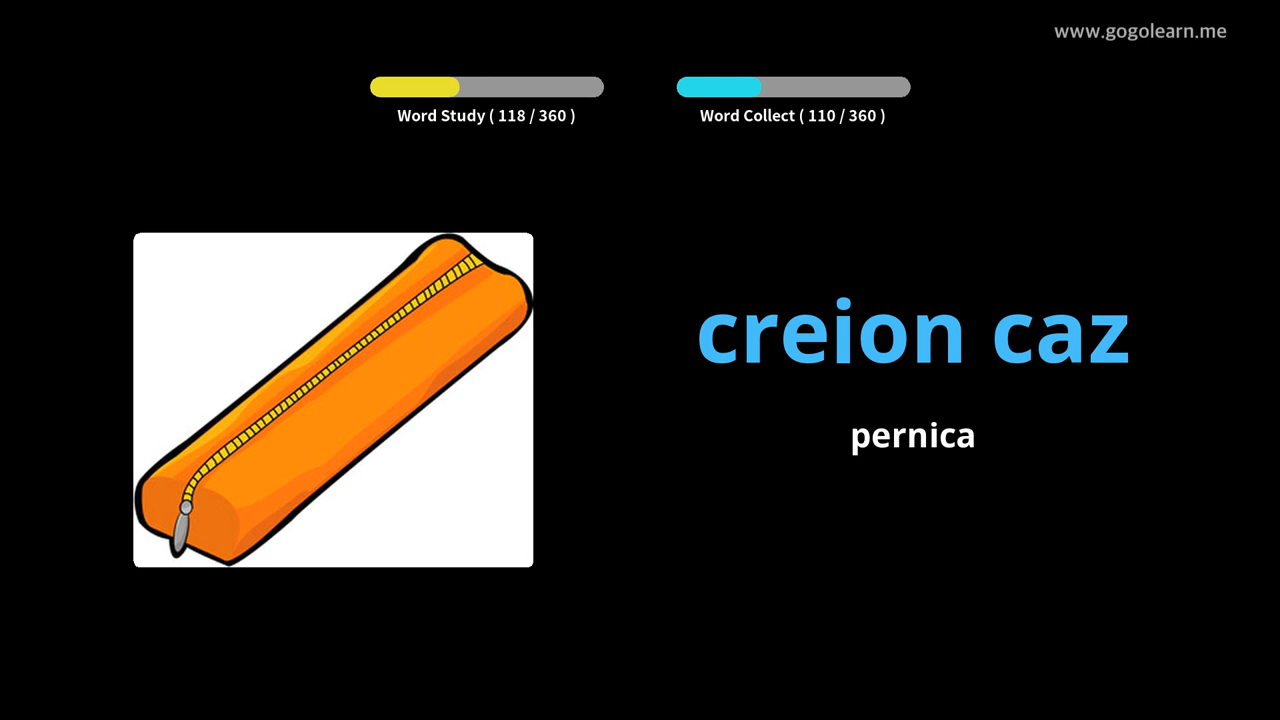 www.gogolearn.me
Word Study ( 118 / 360 )
Word Collect ( 110 / 360 )
creion caz
pernica